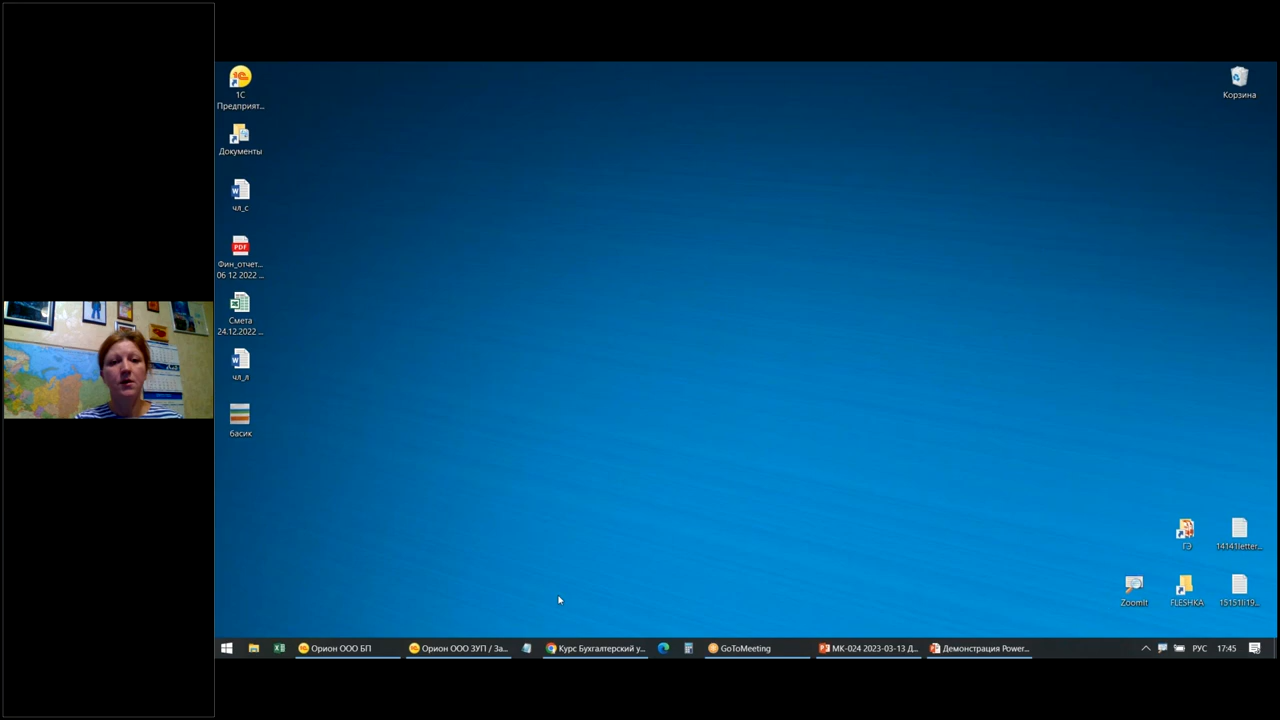 1С
Предприят...
Документы
чл_с
Фин_отчет...
06 12 2022 ...
Смета
24.12.2022 ...
чл_л
басик
Корзина
ГЭ
14141letter...
ZoomIt
FLESHKA
15151li19...
Орион ООО БП
Орион ООО ЗУП / За...
Курс Бухгалтерский у...
GoToMeeting
МК-024 2023-03-13 Д...
Демонстрация Power...
РУС
17:45